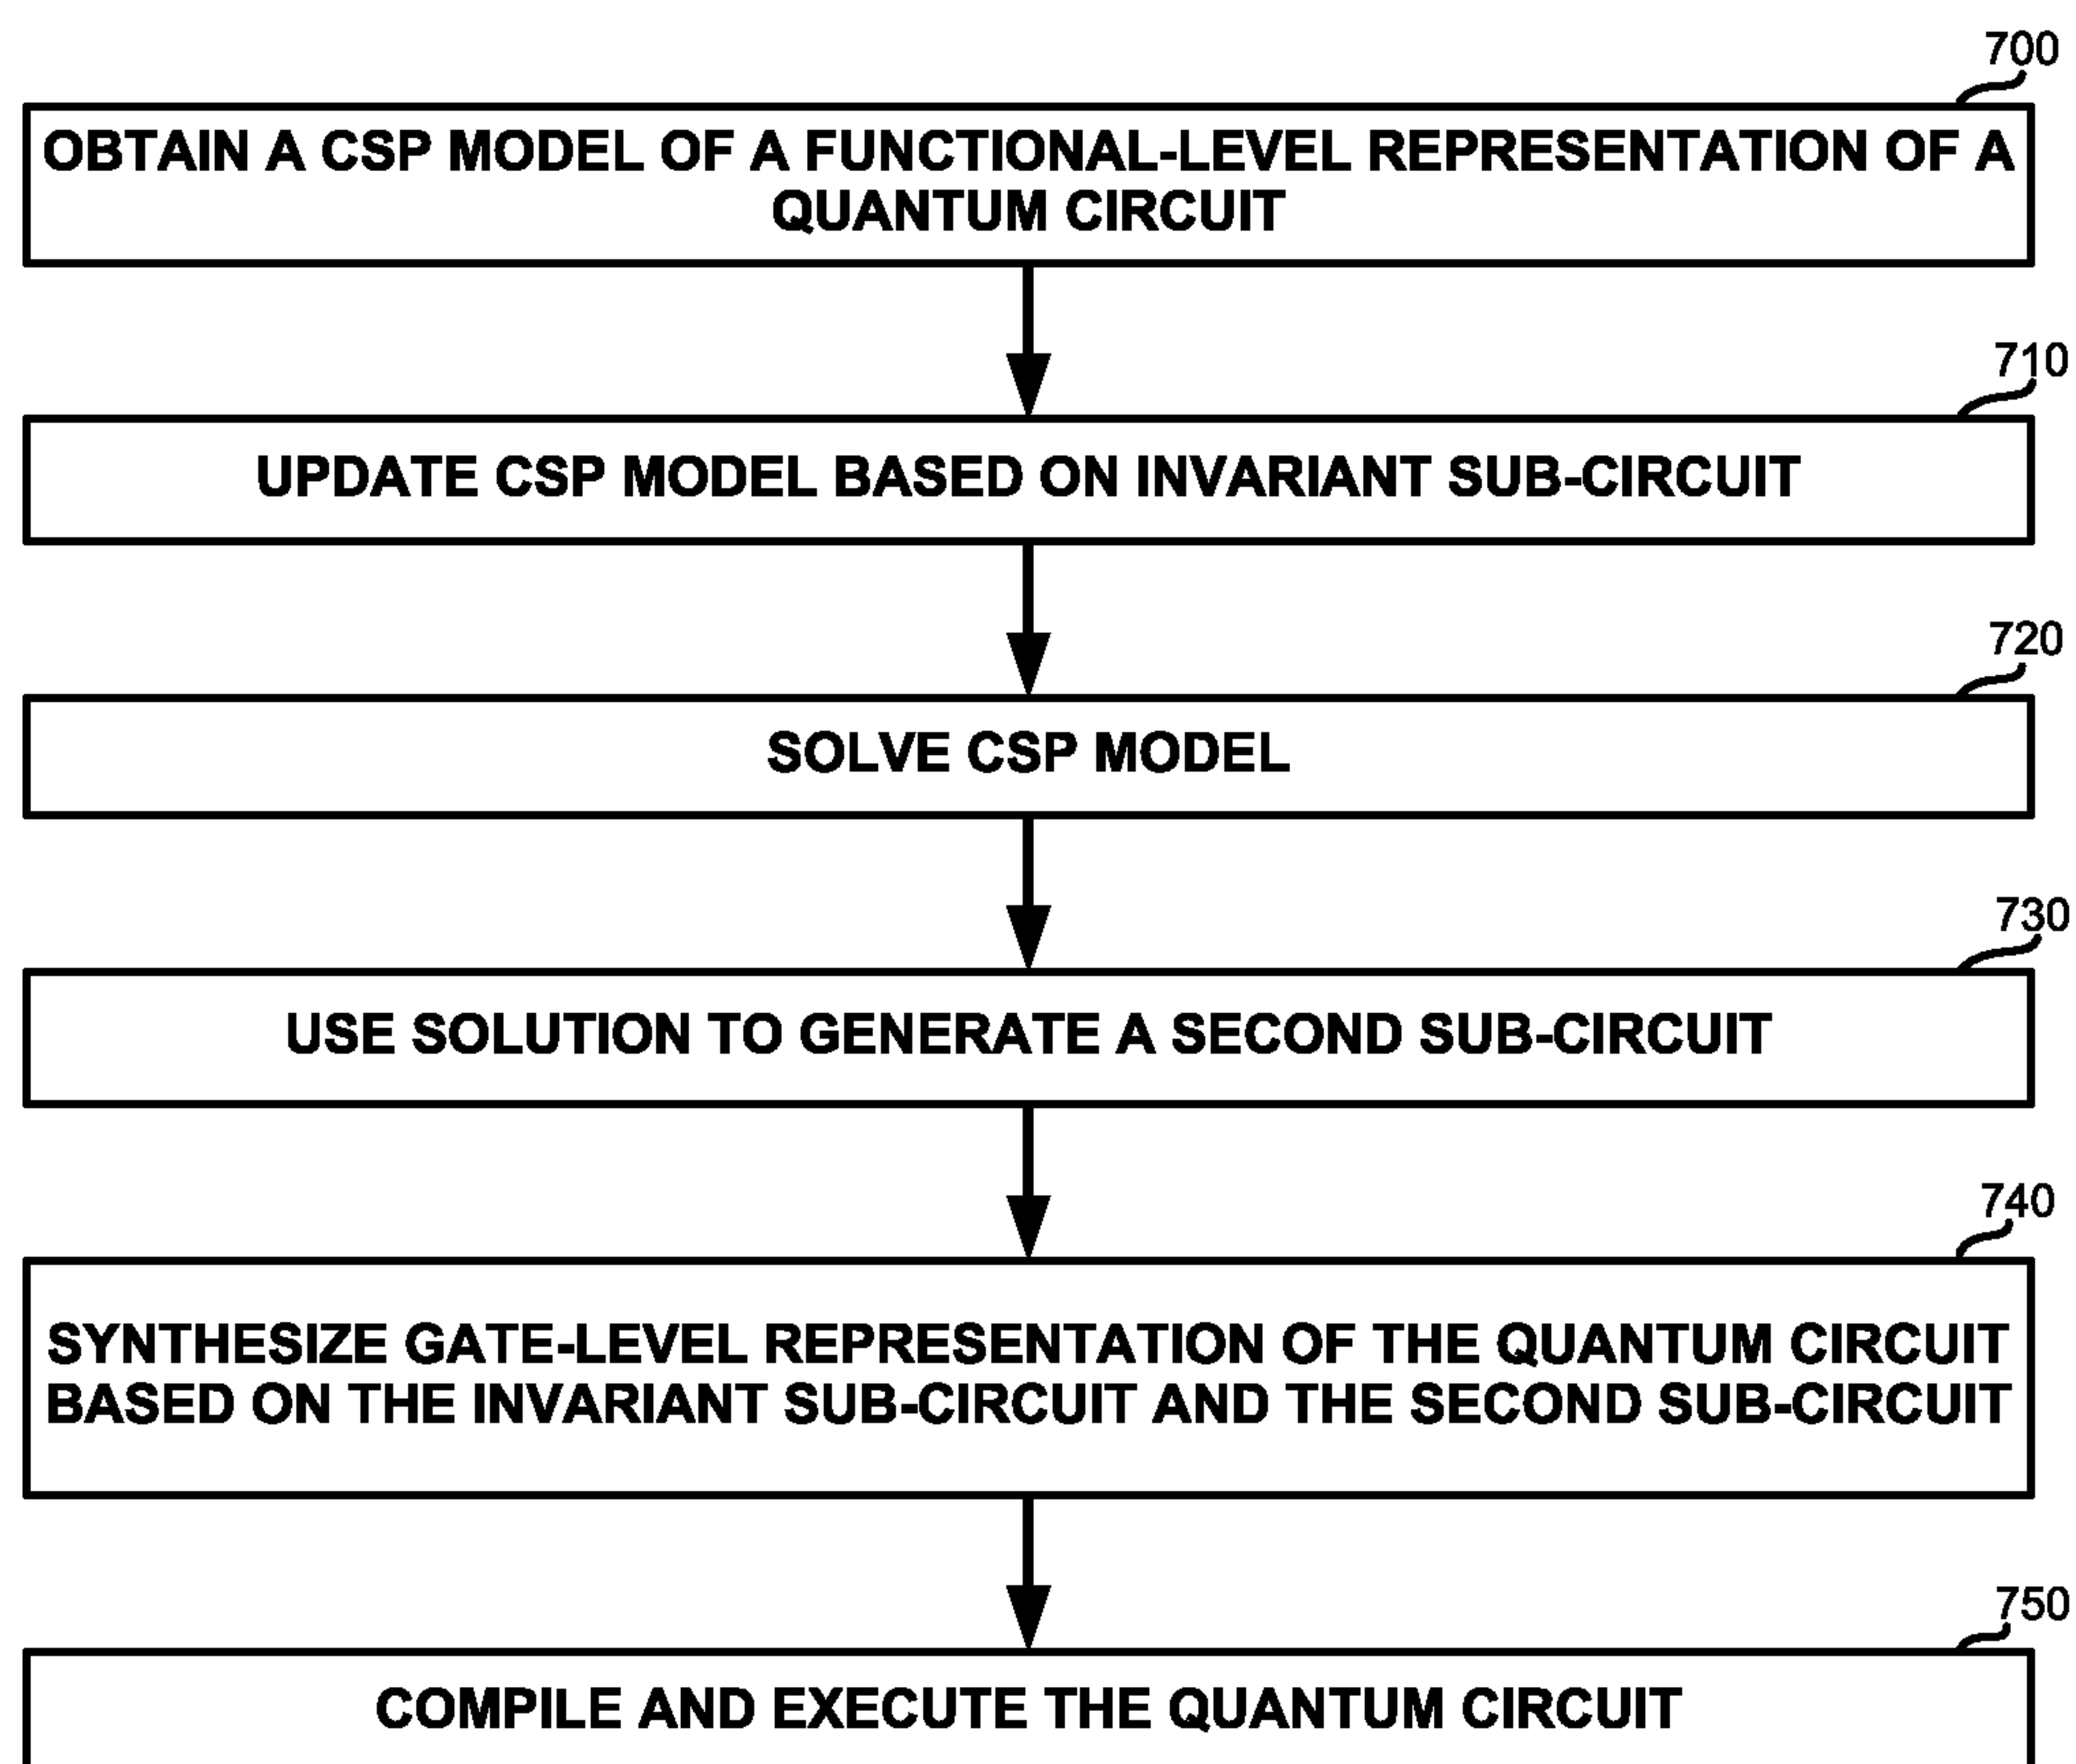 700
OBTAIN A CSP MODEL OF A FUNCTIONAL-LEVEL REPRESENTATION OF A
QUANTUM CIRCUIT
710
UPDATE CSP MODEL BASED ON INVARIANT SUB-CIRCUIT
720
SOLVE CSP MODEL
730
USE SOLUTION TO GENERATE A SECOND SUB-CIRCUIT
740
SYNTHESIZE GATE-LEVEL REPRESENTATION OF THE QUANTUM CIRCUIT
BASED ON THE INVARIANT SUB-CIRCUIT AND THE SECOND SUB-CIRCUIT
750
COMPILE AND EXECUTE THE QUANTUM CIRCUIT